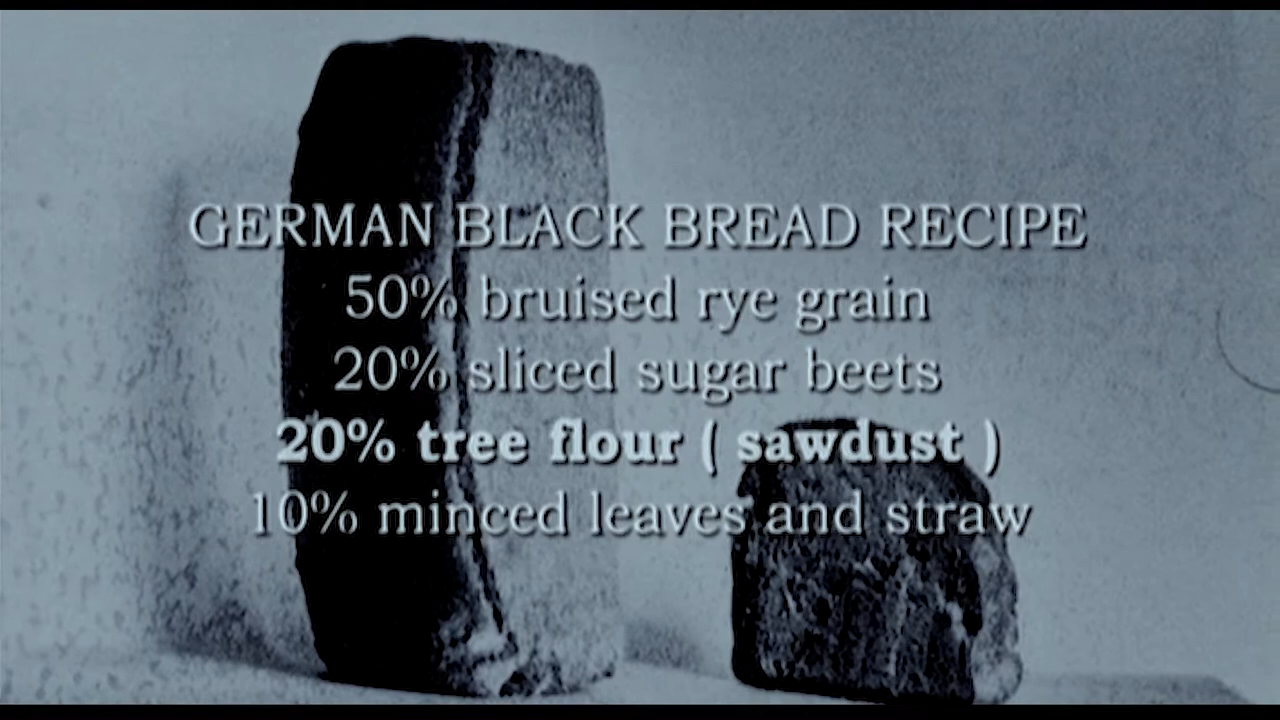 GERMAN BLACK BREAD RECIPE
50% bruised rye grain
20% sliced sugar beets
20% tree flour ( sawdust )
10% minced leaves and straw